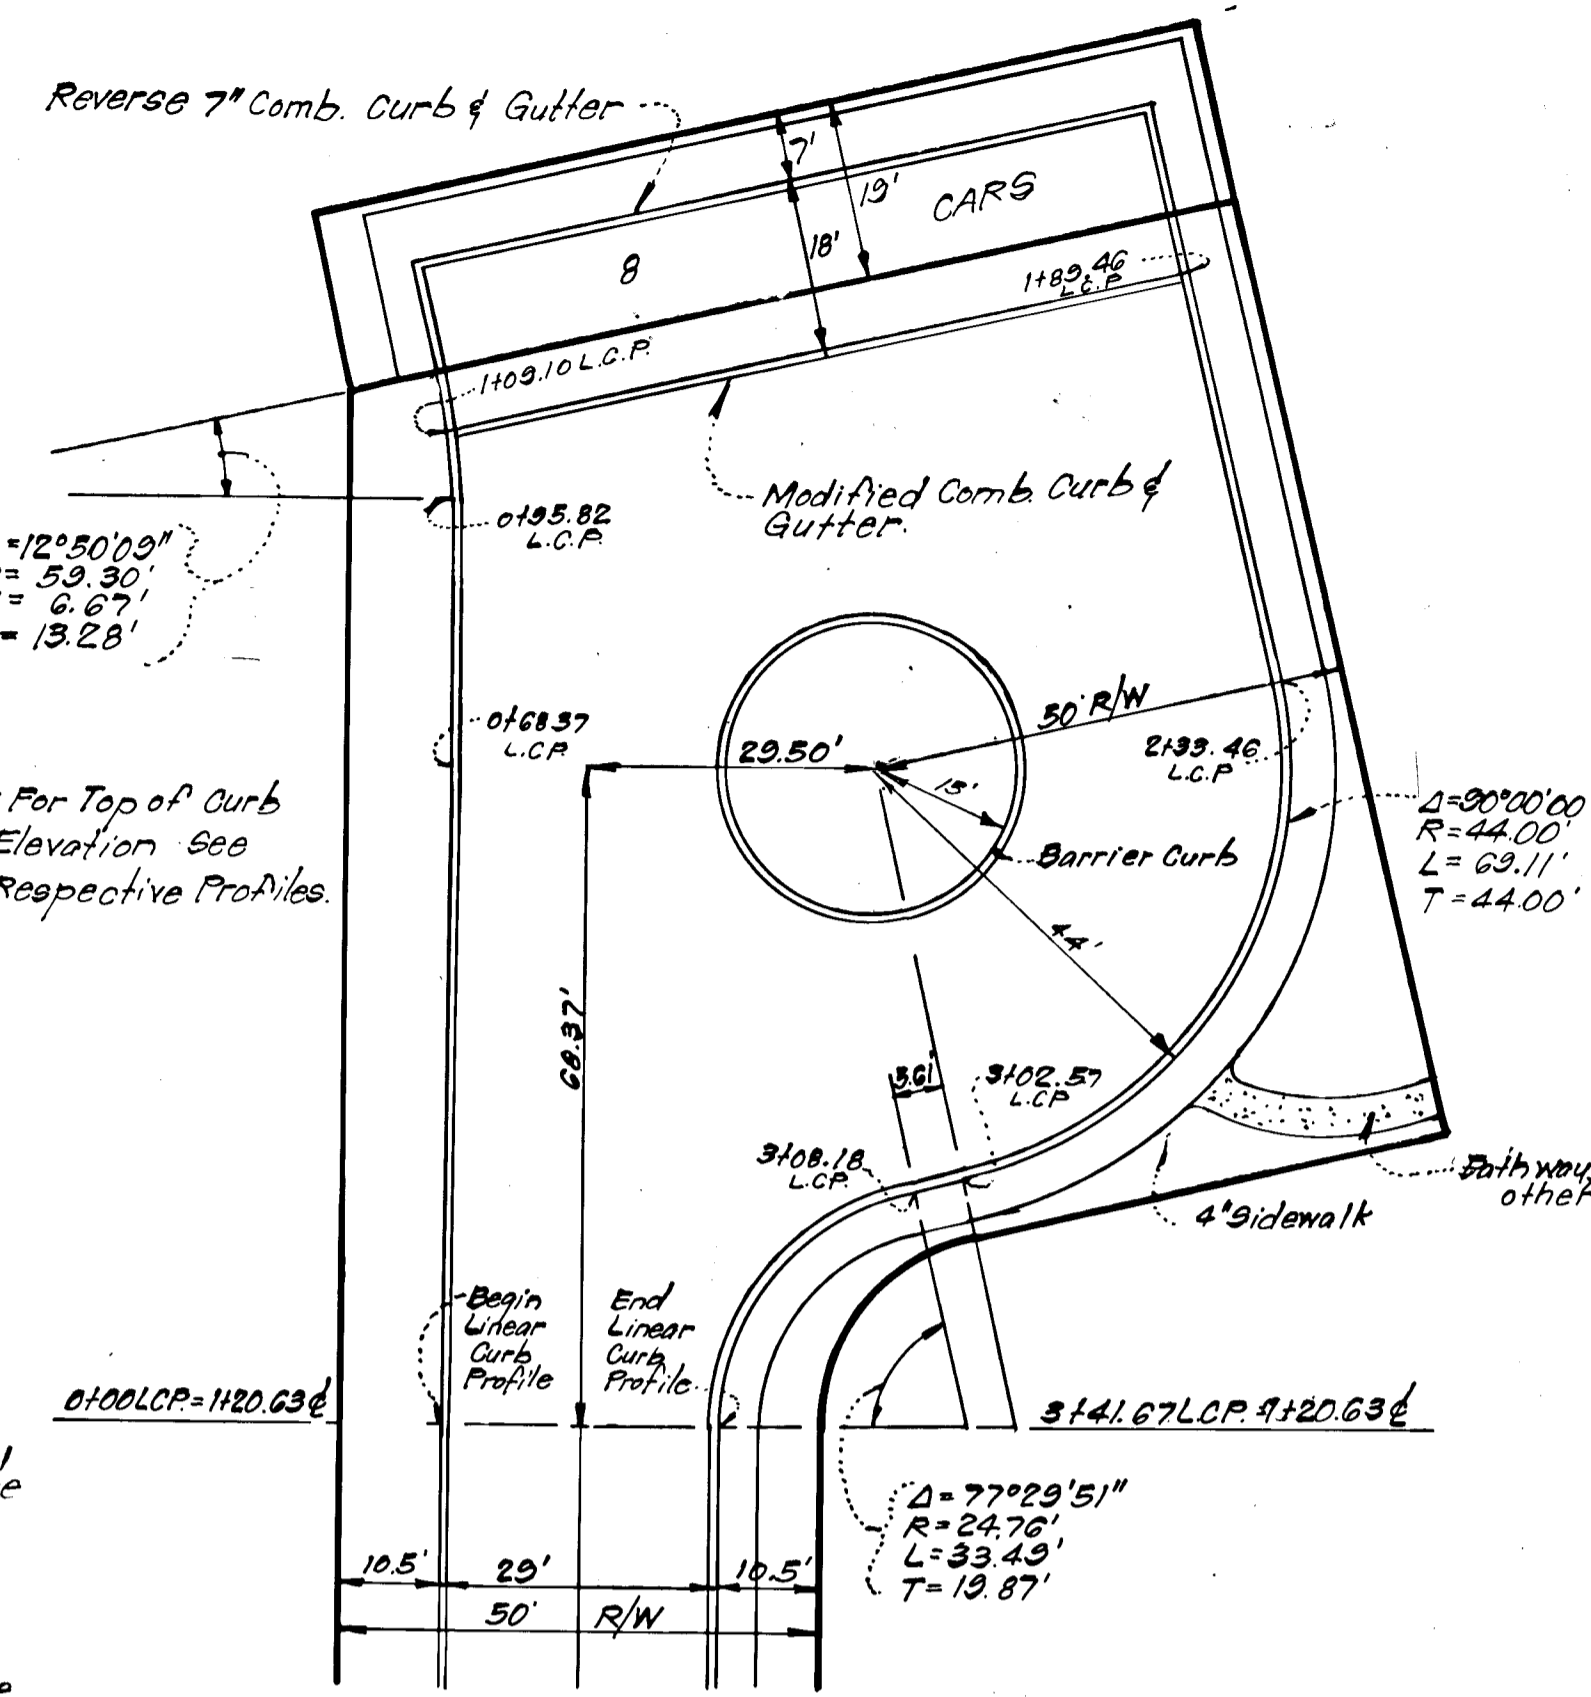 Reverse 7" Comb. Curb & Gutter
7'
19'
CARS
18'
8
1+89.46
L.C.P
1+09.10 L.C.P.
Modified Comb. Curb &
Gutter.
0+95.82
L.C.P.
=12°50'09"
= 59.30'
= 6.67'
= 13.28'
50' R/W
0+68.37
L.C.P.
29.50'
2+33.46
L.C.P
15'
For Top of Curb
Elevation See
Respective Profiles.
Δ=90°00'00
R=44.00'
L=69.11'
T=44.00'
Barrier Curb
44'
68.37'
3+02.57
L.C.P
3+08.18
L.C.P.
Pathway
other
4" Sidewalk
Begin
Linear
Curb
Profile
End
Linear
Curb
Profile
0+00 L.C.P. = 1+20.63 ℄
3+41.67 L.C.P. = 1+20.63 ℄
Δ=77°29'51"
R=24.76'
L=33.49'
T=19.87'
10.5'
29'
10.5'
50' R/W